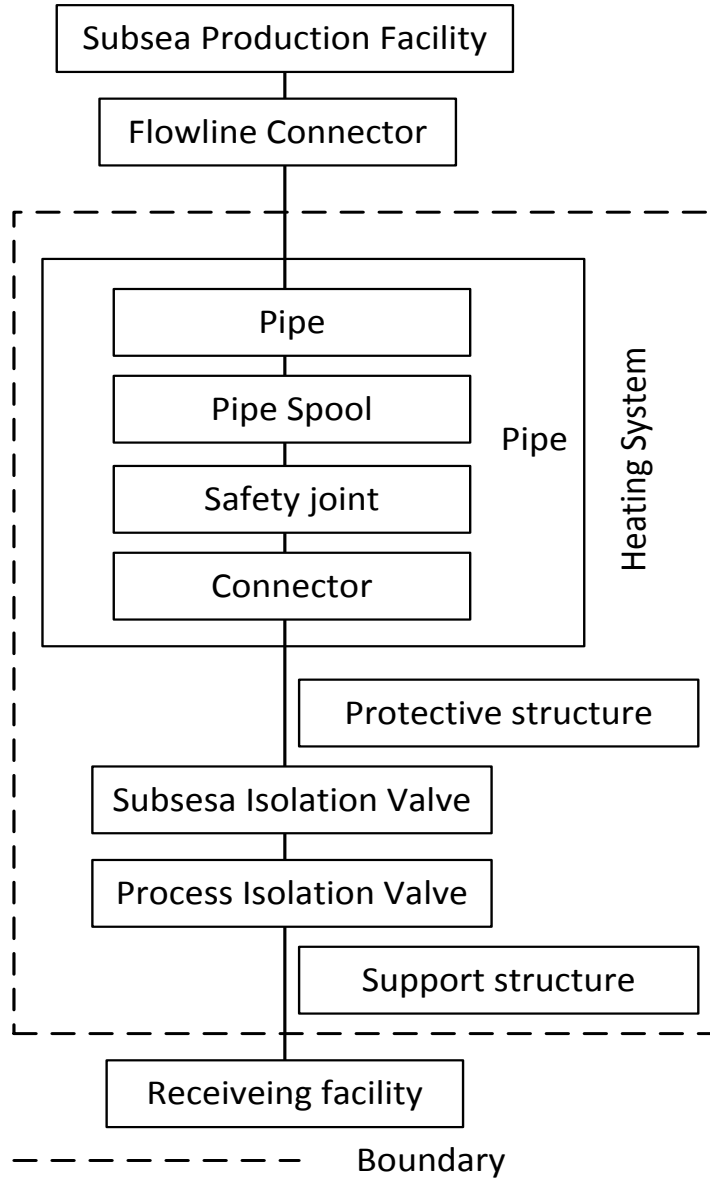 Subsea Production Facility
Flowline Connector
Pipe
Pipe Spool
Pipe
Safety joint
Connector
Heating System
Protective structure
Subsesa Isolation Valve
Process Isolation Valve
Support structure
Receiveing facility
Boundary